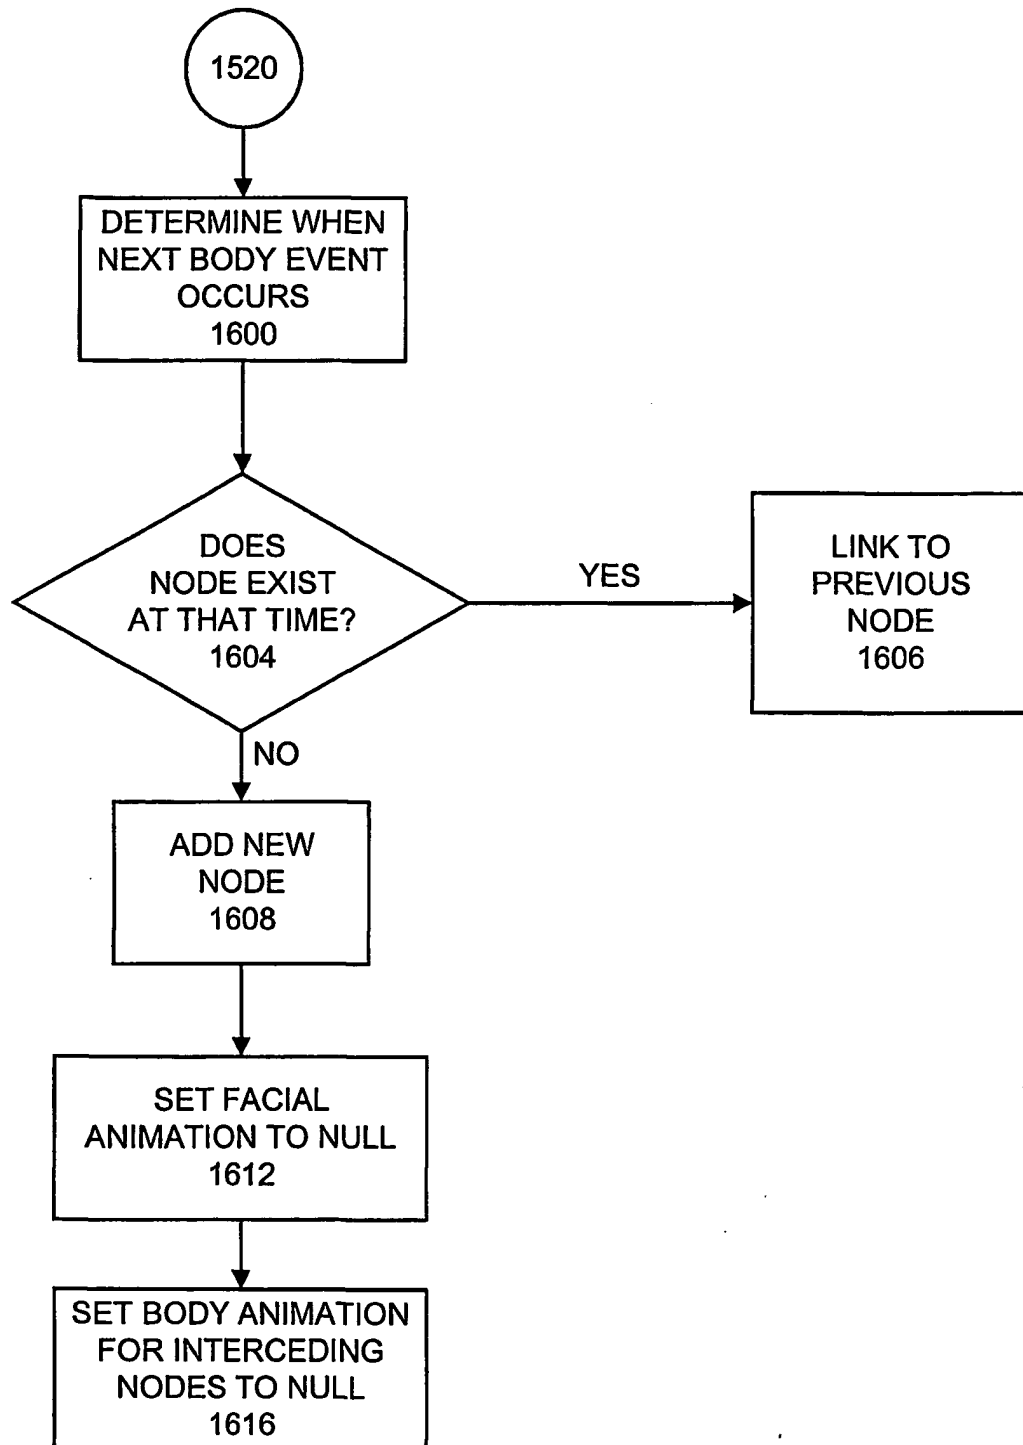 1520
DETERMINE WHEN
NEXT BODY EVENT
OCCURS
1600
DOES
NODE EXIST
AT THAT TIME?
1604
YES
LINK TO
PREVIOUS
NODE
1606
NO
ADD NEW
NODE
1608
SET FACIAL
ANIMATION TO NULL
1612
SET BODY ANIMATION
FOR INTERCEDING
NODES TO NULL
1616